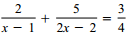 2/(x − 1) + 5/(2x − 2) = 3/4